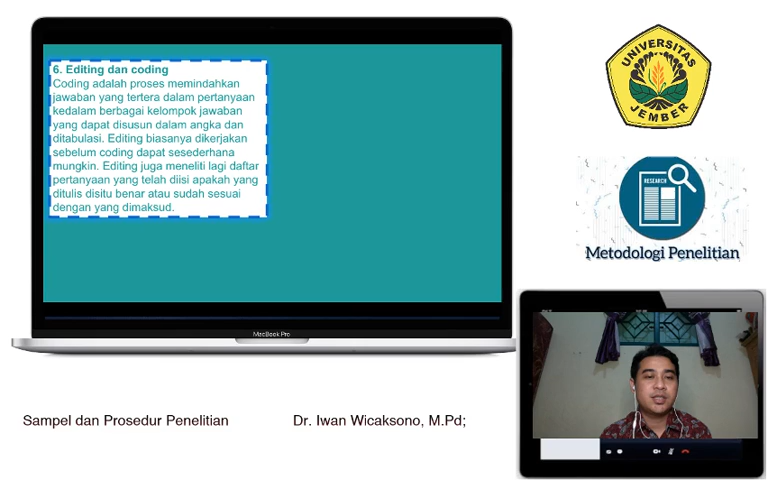 6. Editing dan coding
Coding adalah proses memindahkan
jawaban yang tertera dalam pertanyaan
kedalam berbagai kelompok jawaban
yang dapat disusun dalam angka dan
ditabulasi. Editing biasanya dikerjakan
sebelum coding dapat sesederhana
mungkin. Editing juga meneliti lagi daftar
pertanyaan yang telah diisi apakah yang
ditulis disitu benar atau sudah sesuai
dengan yang dimaksud.
MacBook Pro
UNIVERSITAS
JEMBER
RESEARCH
Metodologi Penelitian
Sampel dan Prosedur Penelitian
Dr. Iwan Wicaksono, M.Pd;